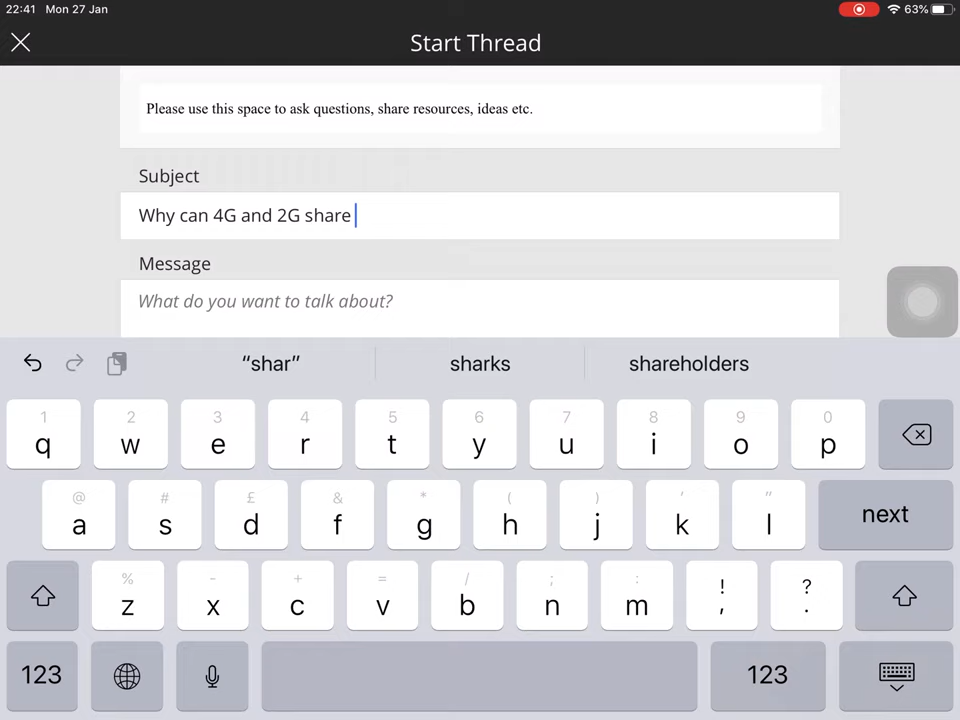 22:41 Mon 27 Jan 63%
Start Thread
Please use this space to ask questions, share resources, ideas etc.
Subject
Why can 4G and 2G share
Message
What do you want to talk about?
“shar” sharks shareholders
1 2 3 4 5 6 7 8 9 0
q w e r t y u i o p
@ # £ & * ( ) ' "
a s d f g h j k l next
% - + = / ; : ! ?
z x c v b n m , .
123 123